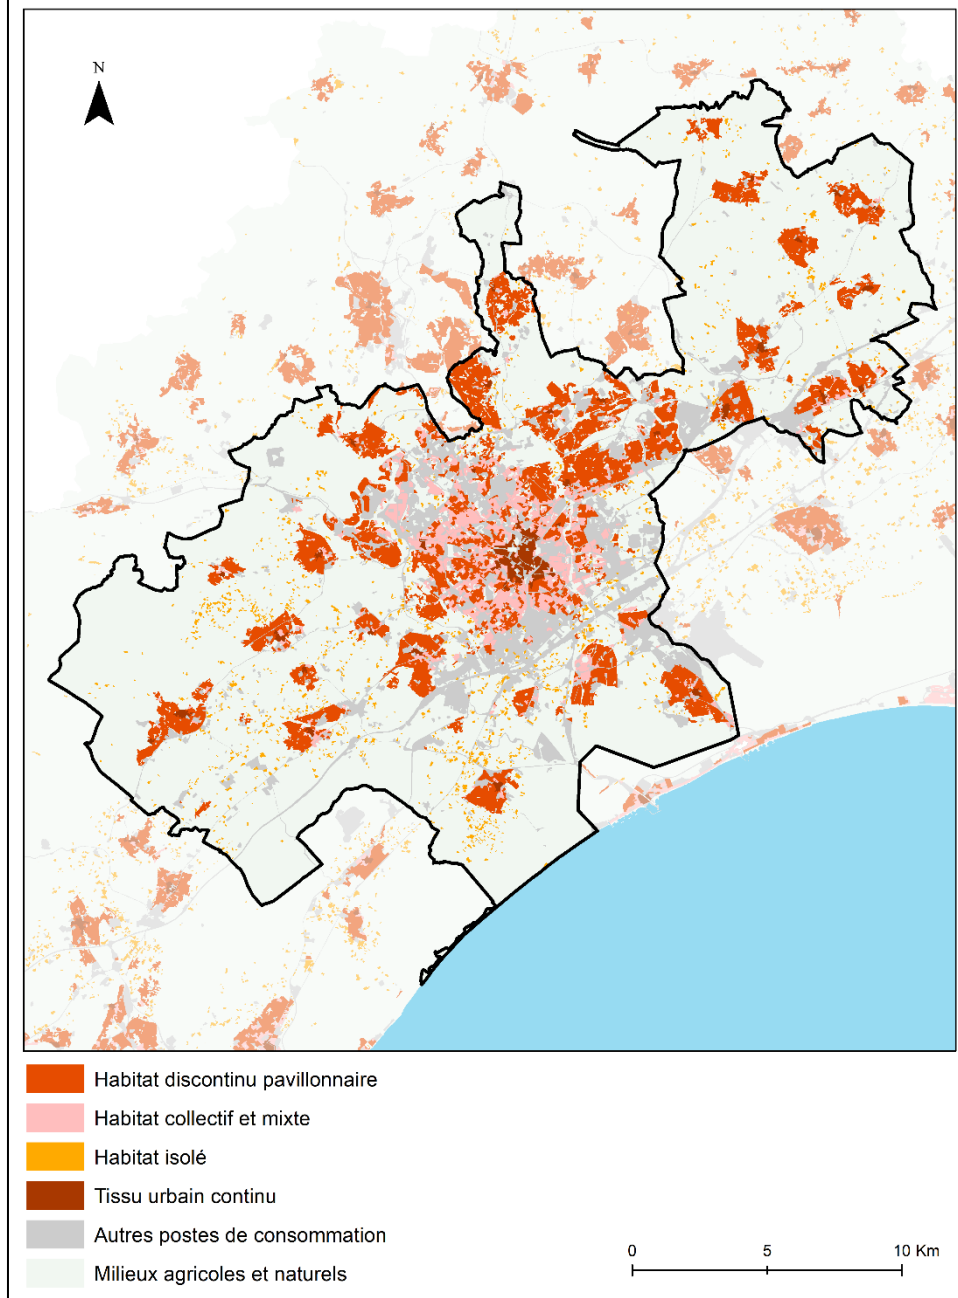 N
Habitat discontinu pavillonnaire
Habitat collectif et mixte
Habitat isolé
Tissu urbain continu
Autres postes de consommation
Milieux agricoles et naturels
0 5 10 Km